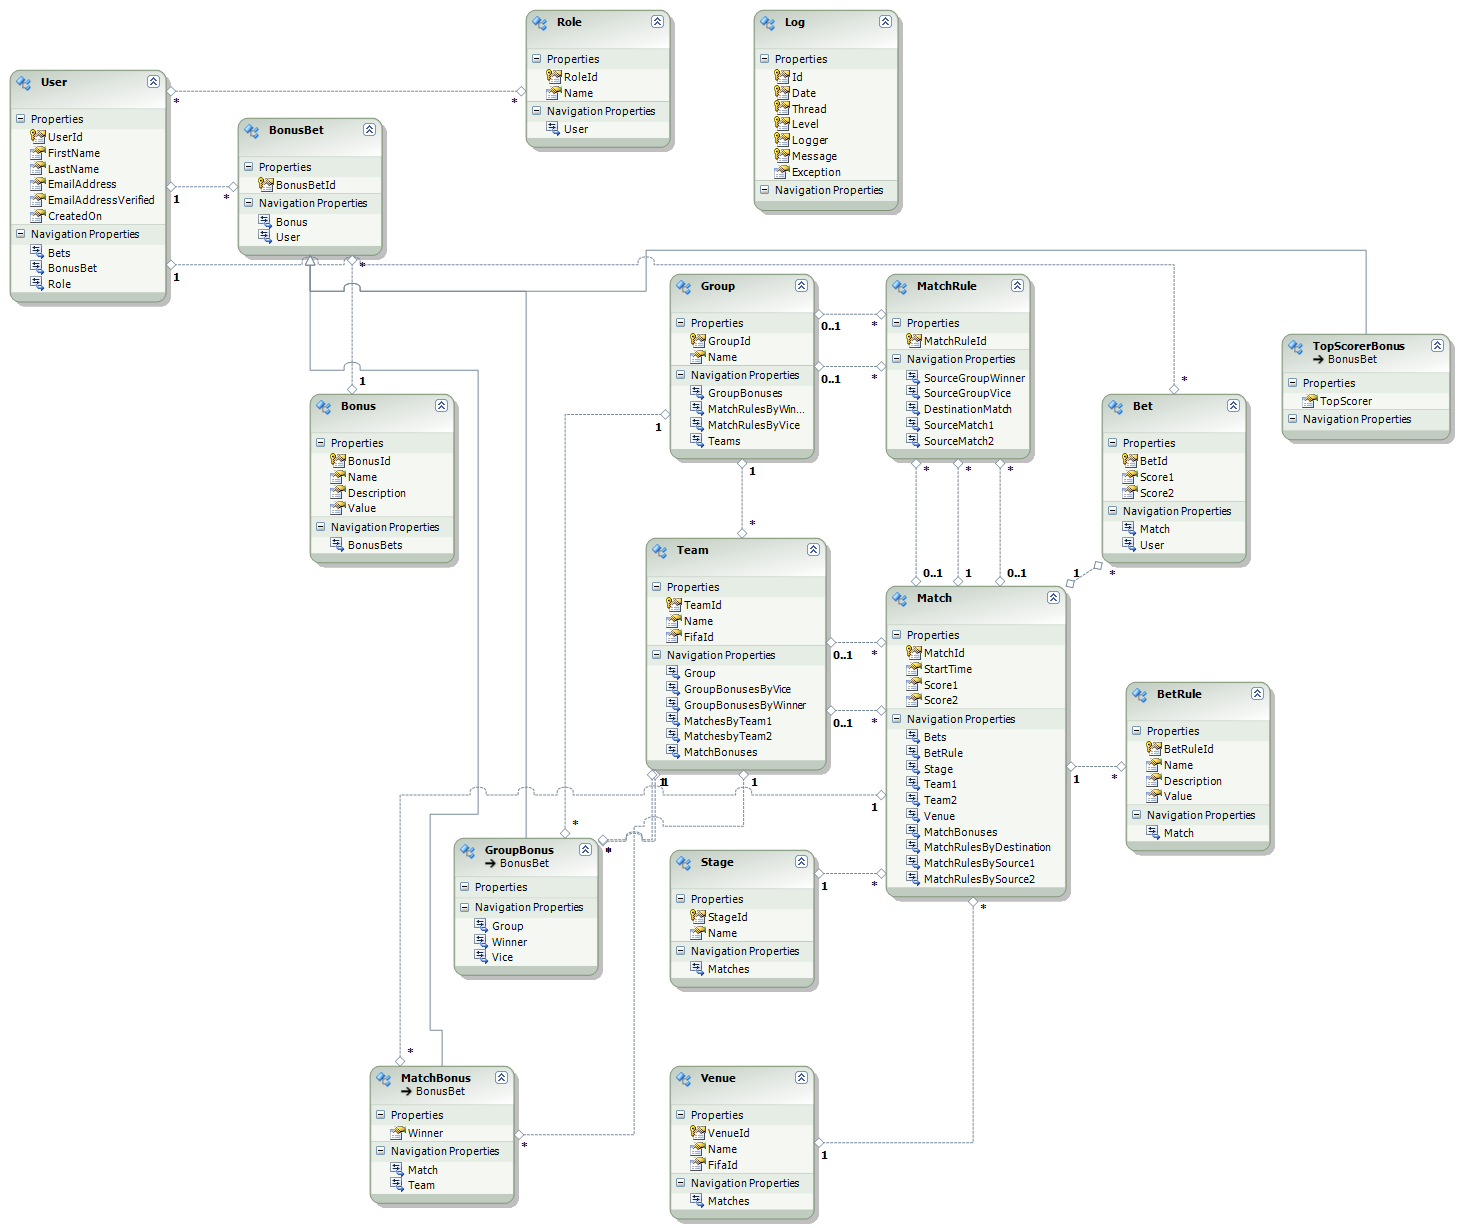 Role
Properties
RoleId
Name
Navigation Properties
User
Log
Properties
Id
Date
Thread
Level
Logger
Message
Exception
Navigation Properties
User
Properties
UserId
FirstName
LastName
EmailAddress
EmailAddressVerified
CreatedOn
Navigation Properties
Bets
BonusBet
Role
*
*
1
*
1
*
BonusBet
Properties
BonusBetId
Navigation Properties
Bonus
User
*
1
Bonus
Properties
BonusId
Name
Description
Value
Navigation Properties
BonusBets
Group
Properties
GroupId
Name
Navigation Properties
GroupBonuses
MatchRulesByWin...
MatchRulesByVice
Teams
0..1
*
0..1
*
1
1
*
MatchRule
Properties
MatchRuleId
Navigation Properties
SourceGroupWinner
SourceGroupVice
DestinationMatch
SourceMatch1
SourceMatch2
*
*
*
0..1
1
0..1
TopScorerBonus
BonusBet
Properties
TopScorer
Navigation Properties
Bet
Properties
BetId
Score1
Score2
Navigation Properties
Match
User
1
*
Team
Properties
TeamId
Name
FifaId
Navigation Properties
Group
GroupBonusesByVice
GroupBonusesByWinner
MatchesByTeam1
MatchesbyTeam2
MatchBonuses
0..1
*
0..1
*
1
1
1
1
Match
Properties
MatchId
StartTime
Score1
Score2
Navigation Properties
Bets
BetRule
Stage
Team1
Team2
Venue
MatchBonuses
MatchRulesByDestination
MatchRulesBySource1
MatchRulesBySource2
1
*
*
BetRule
Properties
BetRuleId
Name
Description
Value
Navigation Properties
Match
*
*
GroupBonus
BonusBet
Properties
Navigation Properties
Group
Winner
Vice
Stage
Properties
StageId
Name
Navigation Properties
Matches
1
*
*
MatchBonus
BonusBet
Properties
Winner
Navigation Properties
Match
Team
*
Venue
Properties
VenueId
Name
FifaId
Navigation Properties
Matches
1